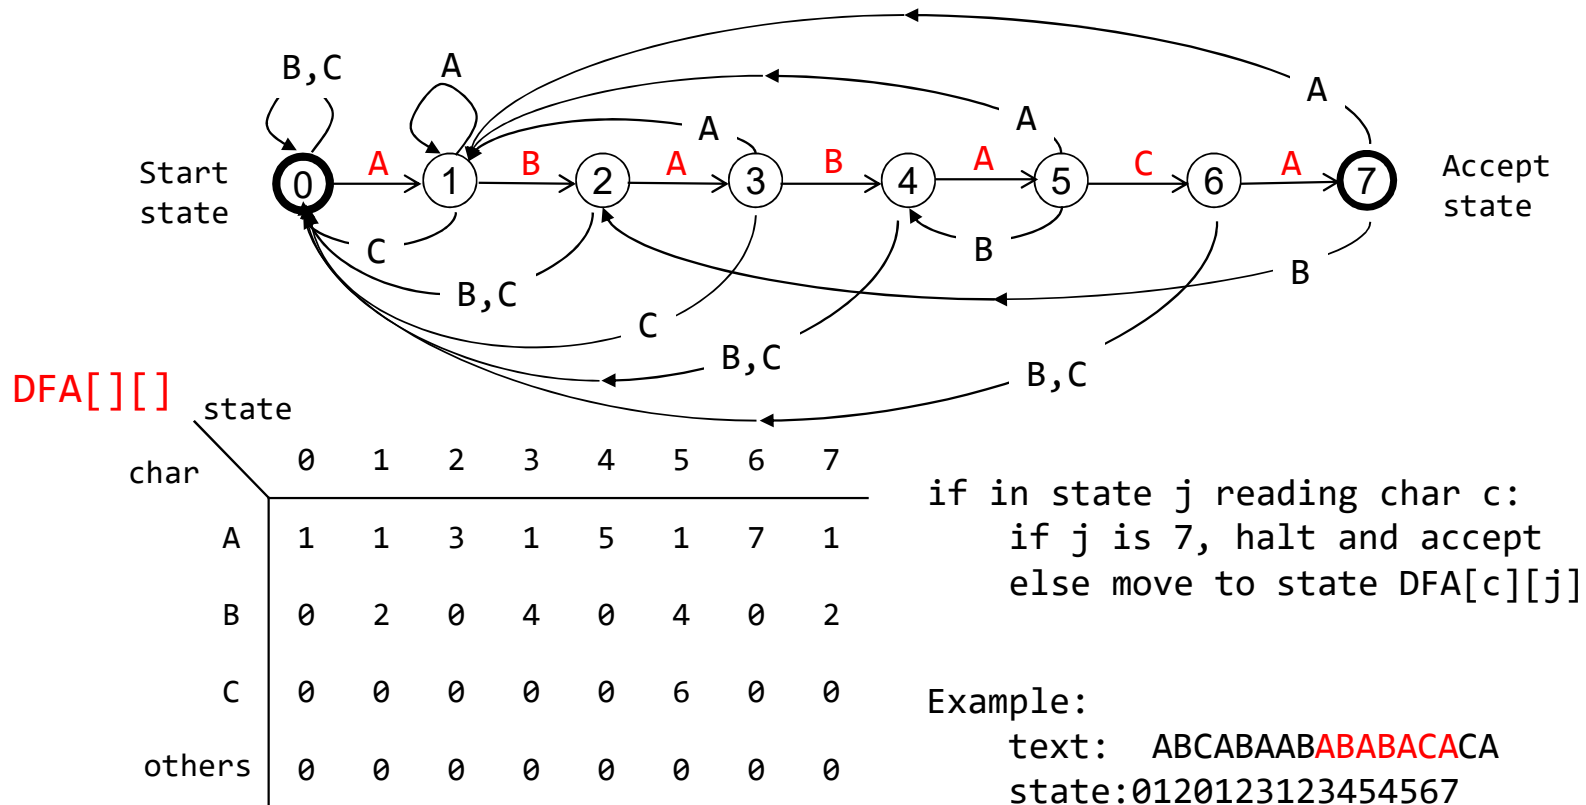 B,C
A
A
A
A
Start
state
0
A
1
B
2
A
3
B
4
A
5
C
6
A
7
Accept
state
C
B,C
C
B,C
B
B
B,C
DFA[][]
state
char
0 1 2 3 4 5 6 7
A 1 1 3 1 5 1 7 1
B 0 2 0 4 0 4 0 2
C 0 0 0 0 0 6 0 0
others 0 0 0 0 0 0 0 0
if in state j reading char c:
if j is 7, halt and accept
else move to state DFA[c][j]
Example:
text: ABCABAABABABACACA
state:0120123123454567